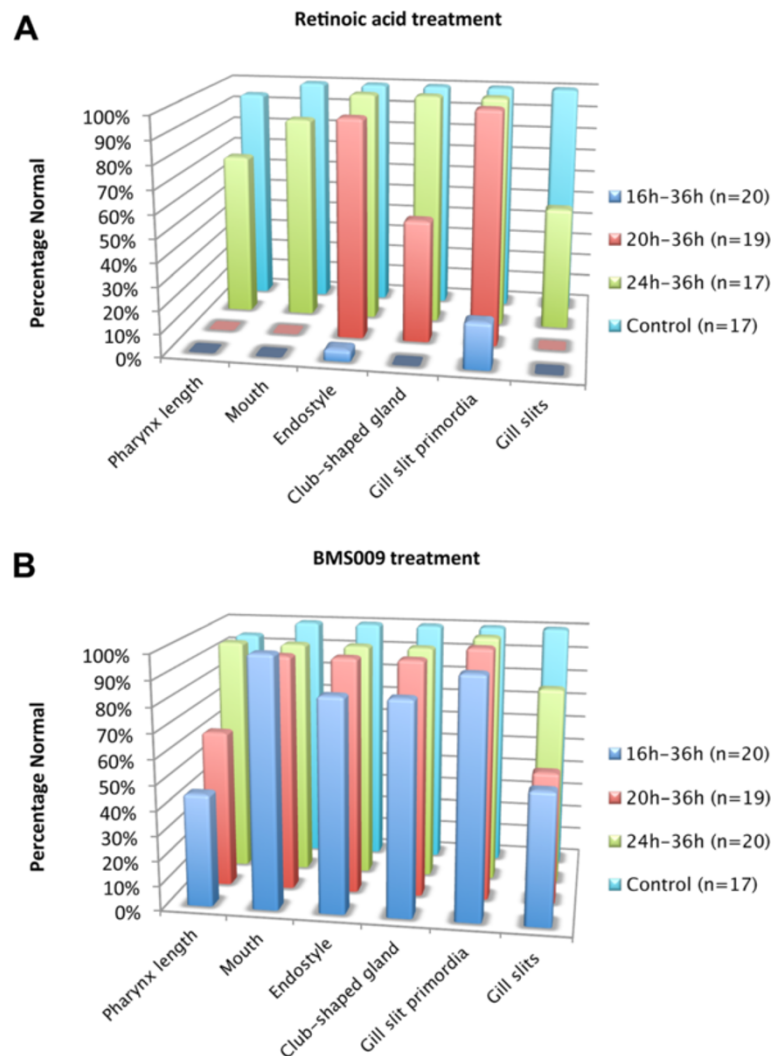 A
Retinoic acid treatment
Percentage Normal
100%
90%
80%
70%
60%
50%
40%
30%
20%
10%
0%
Pharynx length
Mouth
Endostyle
Club-shaped gland
Gill slit primordia
Gill slits
16h-36h (n=20)
20h-36h (n=19)
24h-36h (n=17)
Control (n=17)
B
BMS009 treatment
Percentage Normal
100%
90%
80%
70%
60%
50%
40%
30%
20%
10%
0%
Pharynx length
Mouth
Endostyle
Club-shaped gland
Gill slit primordia
Gill slits
16h-36h (n=20)
20h-36h (n=19)
24h-36h (n=20)
Control (n=17)